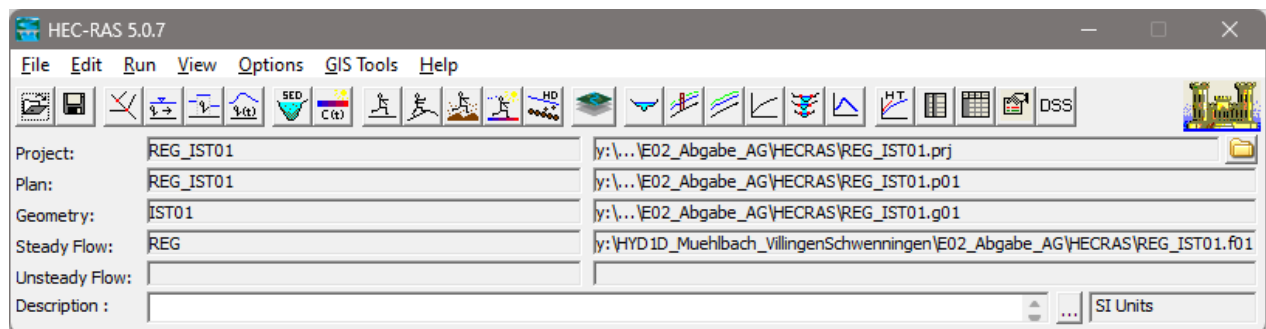 HEC-RAS 5.0.7
File Edit Run View Options GIS Tools Help
SED C(t) HD HT DSS
Project: REG_IST01 y:\...\E02_Abgabe_AG\HECRAS\REG_IST01.prj
Plan: REG_IST01 y:\...\E02_Abgabe_AG\HECRAS\REG_IST01.p01
Geometry: IST01 y:\...\E02_Abgabe_AG\HECRAS\REG_IST01.g01
Steady Flow: REG y:\HYD1D_Muehlbach_VillingenSchwenningen\E02_Abgabe_AG\HECRAS\REG_IST01.f01
Unsteady Flow:
Description : ... SI Units